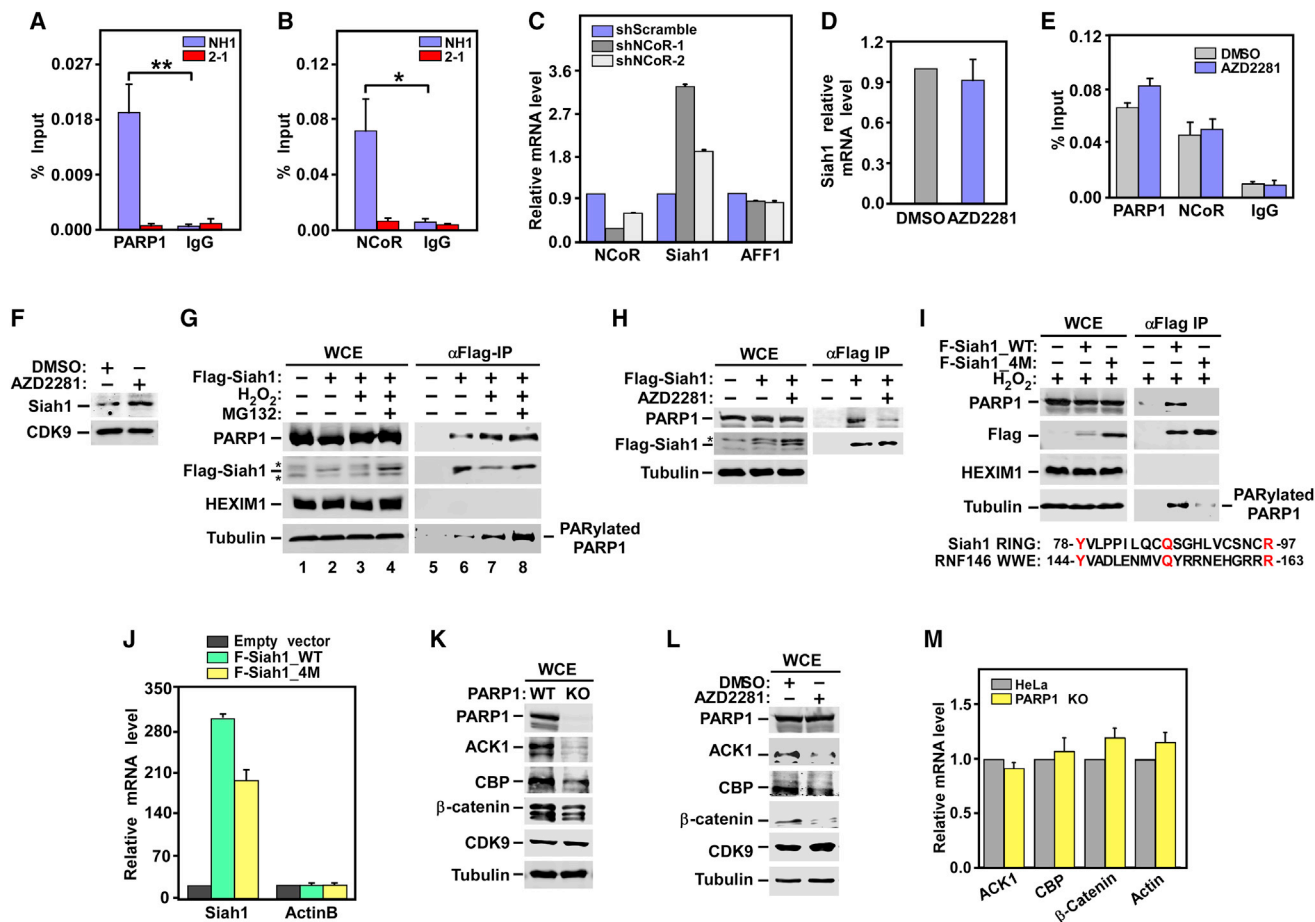 A
NH1
2-1
**
0.027
0.018
0.009
0.000
% Input
PARP1 IgG
B
NH1
2-1
*
0.12
0.08
0.04
0.00
% Input
NCoR IgG
C
shScramble
shNCoR-1
shNCoR-2
3.6
2.7
1.8
0.9
0.0
Relative mRNA level
NCoR Siah1 AFF1
D
1.2
0.9
0.6
0.3
0.0
Siah1 relative
mRNA level
DMSO AZD2281
E
DMSO
AZD2281
0.12
0.08
0.04
0.00
% Input
PARP1 NCoR IgG
F
DMSO: + –
AZD2281: – +
Siah1
CDK9
G
WCE αFlag-IP
Flag-Siah1: – + + + – + + +
H2O2: – – + + – – + +
MG132: – – – + – – – +
PARP1
Flag-Siah1 * *
HEXIM1
Tubulin PARylated
PARP1
1 2 3 4 5 6 7 8
H
WCE αFlag IP
Flag-Siah1: – + + – + +
AZD2281: – – + – – +
PARP1
Flag-Siah1 *
Tubulin
I
WCE αFlag IP
F-Siah1_WT: – + – – + –
F-Siah1_4M: – – + – – +
H2O2: + + + + + +
PARP1
Flag
HEXIM1
Tubulin PARylated
PARP1
Siah1 RING: 78-YVLPPILQCQSGHLVCSNCR-97
RNF146 WWE: 144-YVADLENMVQYRRNEHGRR R-163
J
Empty vector
F-Siah1_WT
F-Siah1_4M
350
280
210
140
70
0
Relative mRNA level
Siah1 ActinB
K
WCE
PARP1: WT KO
PARP1
ACK1
CBP
β-catenin
CDK9
Tubulin
L
WCE
DMSO: + –
AZD2281: – +
PARP1
ACK1
CBP
β-catenin
CDK9
Tubulin
M
HeLa
PARP1 KO
1.5
1.0
0.5
0.0
Relative mRNA level
ACK1 CBP β-Catenin Actin